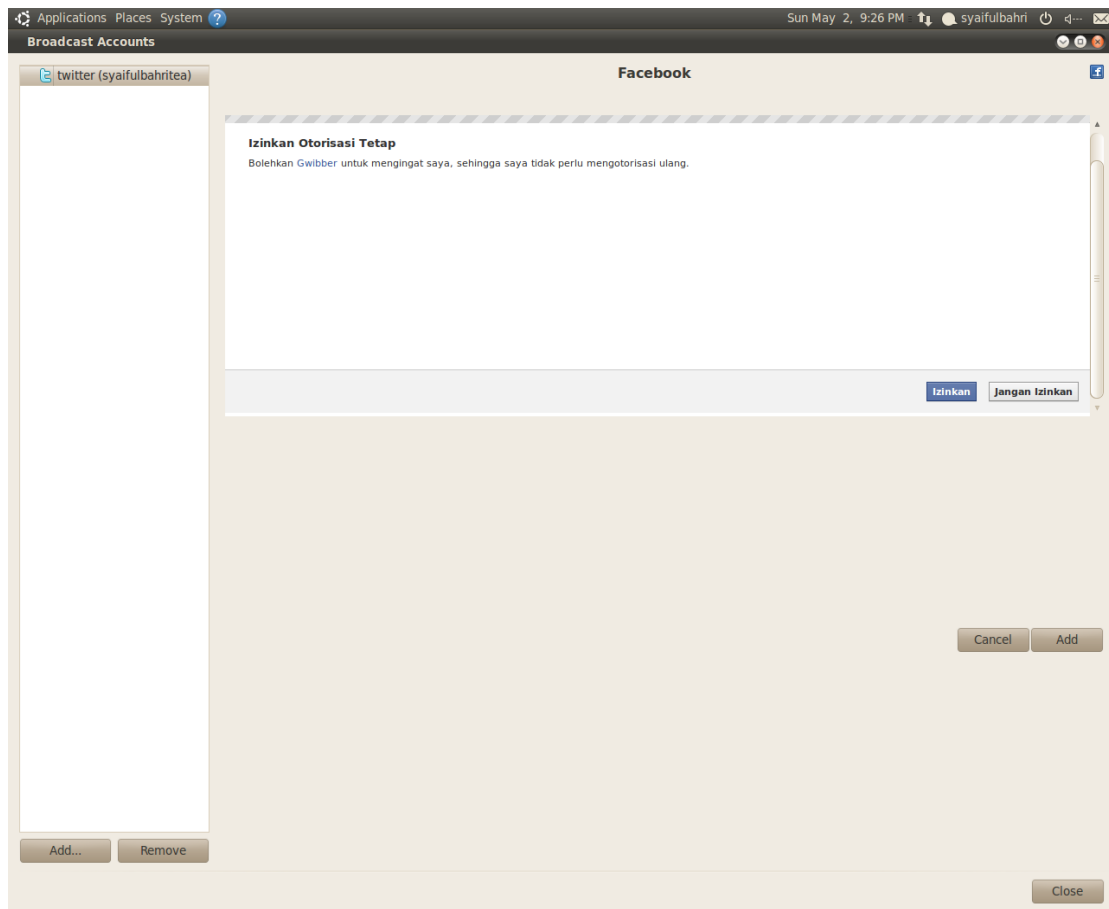 Applications Places System ? Sun May 2, 9:26 PM syaifulbahri
Broadcast Accounts
twitter (syaifulbahritea)
Facebook
Izinkan Otorisasi Tetap
Bolehkan Gwibber untuk mengingat saya, sehingga saya tidak perlu mengotorisasi ulang.
Izinkan Jangan Izinkan
Cancel Add
Add... Remove
Close